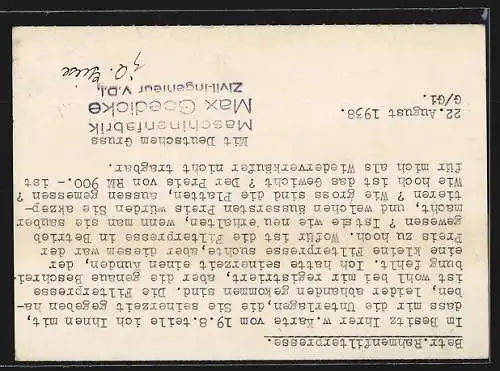 Betr.Rahmenfilterpresse.
Im Besitz Ihrer w.Karte vom 19.8.teile ich Ihnen mit,
dass mir die Unterlagen,die Sie seinerzeit gegeben ha-
ben, leider abhanden gekommen sind. Die Filterpresse
ist wohl bei mir registriert, aber die genaue Beschrei-
bung fehlt. Ich hatte seinerzeit einen Kunden, der
eine kleine Filterpresse suchte,aber diesem war der
Preis zu hoch. Wofür ist die Filterpresse in Betrieb
gewesen ? Ist sie wie neu erhalten, wenn man sie sauber
macht, und welchen äussersten Preis würden Sie akzep-
tieren ? Wie gross sind die Platten, aussen gemessen ?
Wie hoch ist das Gewicht ? Der Preis von RM 900.- ist
für mich als Wiederverkäufer nicht tragbar.
Mit Deutschem Gruss
Maschinenfabrik
Max Goedicke
Zivil-Ingenieur V.D.I.
22.August 1938.
G/G1.